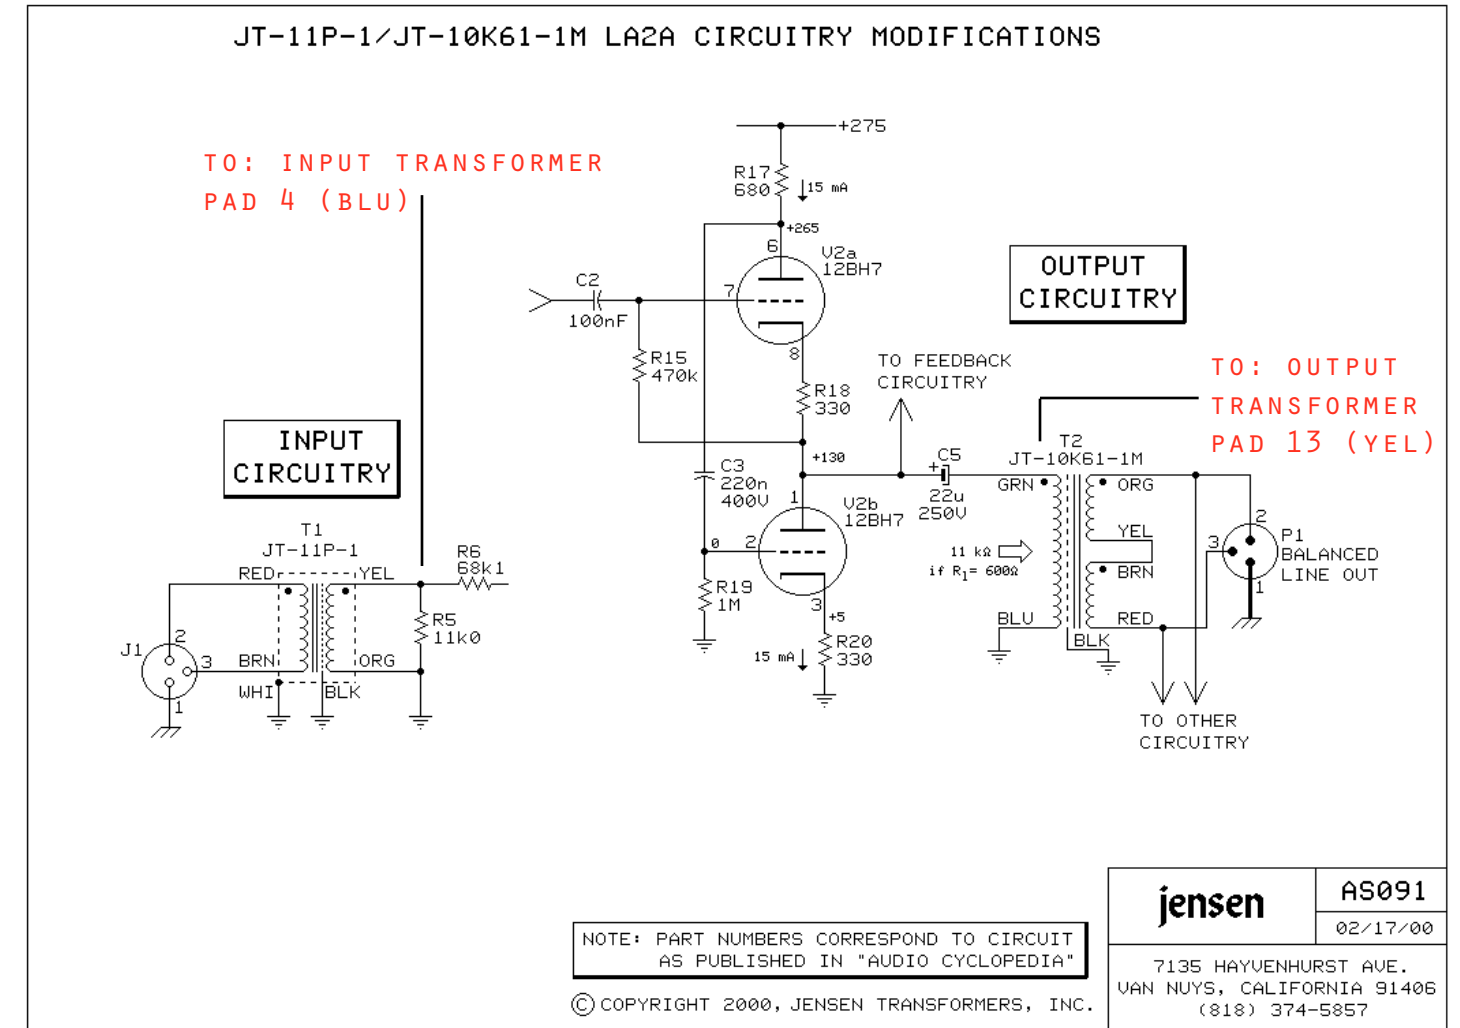 JT-11P-1/JT-10K61-1M LA2A CIRCUITRY MODIFICATIONS
TO: INPUT TRANSFORMER
PAD 4 (BLU)
+275
R17
680
15 mA
+265
6
V2a
12BH7
7
8
C2
100nF
R15
470k
R18
330
+130
C3
220n
400V
1
V2b
12BH7
0
2
3
+5
R19
1M
15 mA
R20
330
OUTPUT
CIRCUITRY
TO FEEDBACK
CIRCUITRY
TO: OUTPUT
TRANSFORMER
PAD 13 (YEL)
C5
+
22u
250V
T2
JT-10K61-1M
GRN
ORG
YEL
BRN
BLU
RED
BLK
11 kΩ
if R1= 600Ω
2
3
1
P1
BALANCED
LINE OUT
TO OTHER
CIRCUITRY
INPUT
CIRCUITRY
T1
JT-11P-1
RED
YEL
BRN
ORG
WHI
BLK
R6
68k1
R5
11k0
J1
2
3
1
NOTE: PART NUMBERS CORRESPOND TO CIRCUIT
AS PUBLISHED IN "AUDIO CYCLOPEDIA"
© COPYRIGHT 2000, JENSEN TRANSFORMERS, INC.
jensen
AS091
02/17/00
7135 HAYVENHURST AVE.
VAN NUYS, CALIFORNIA 91406
(818) 374-5857